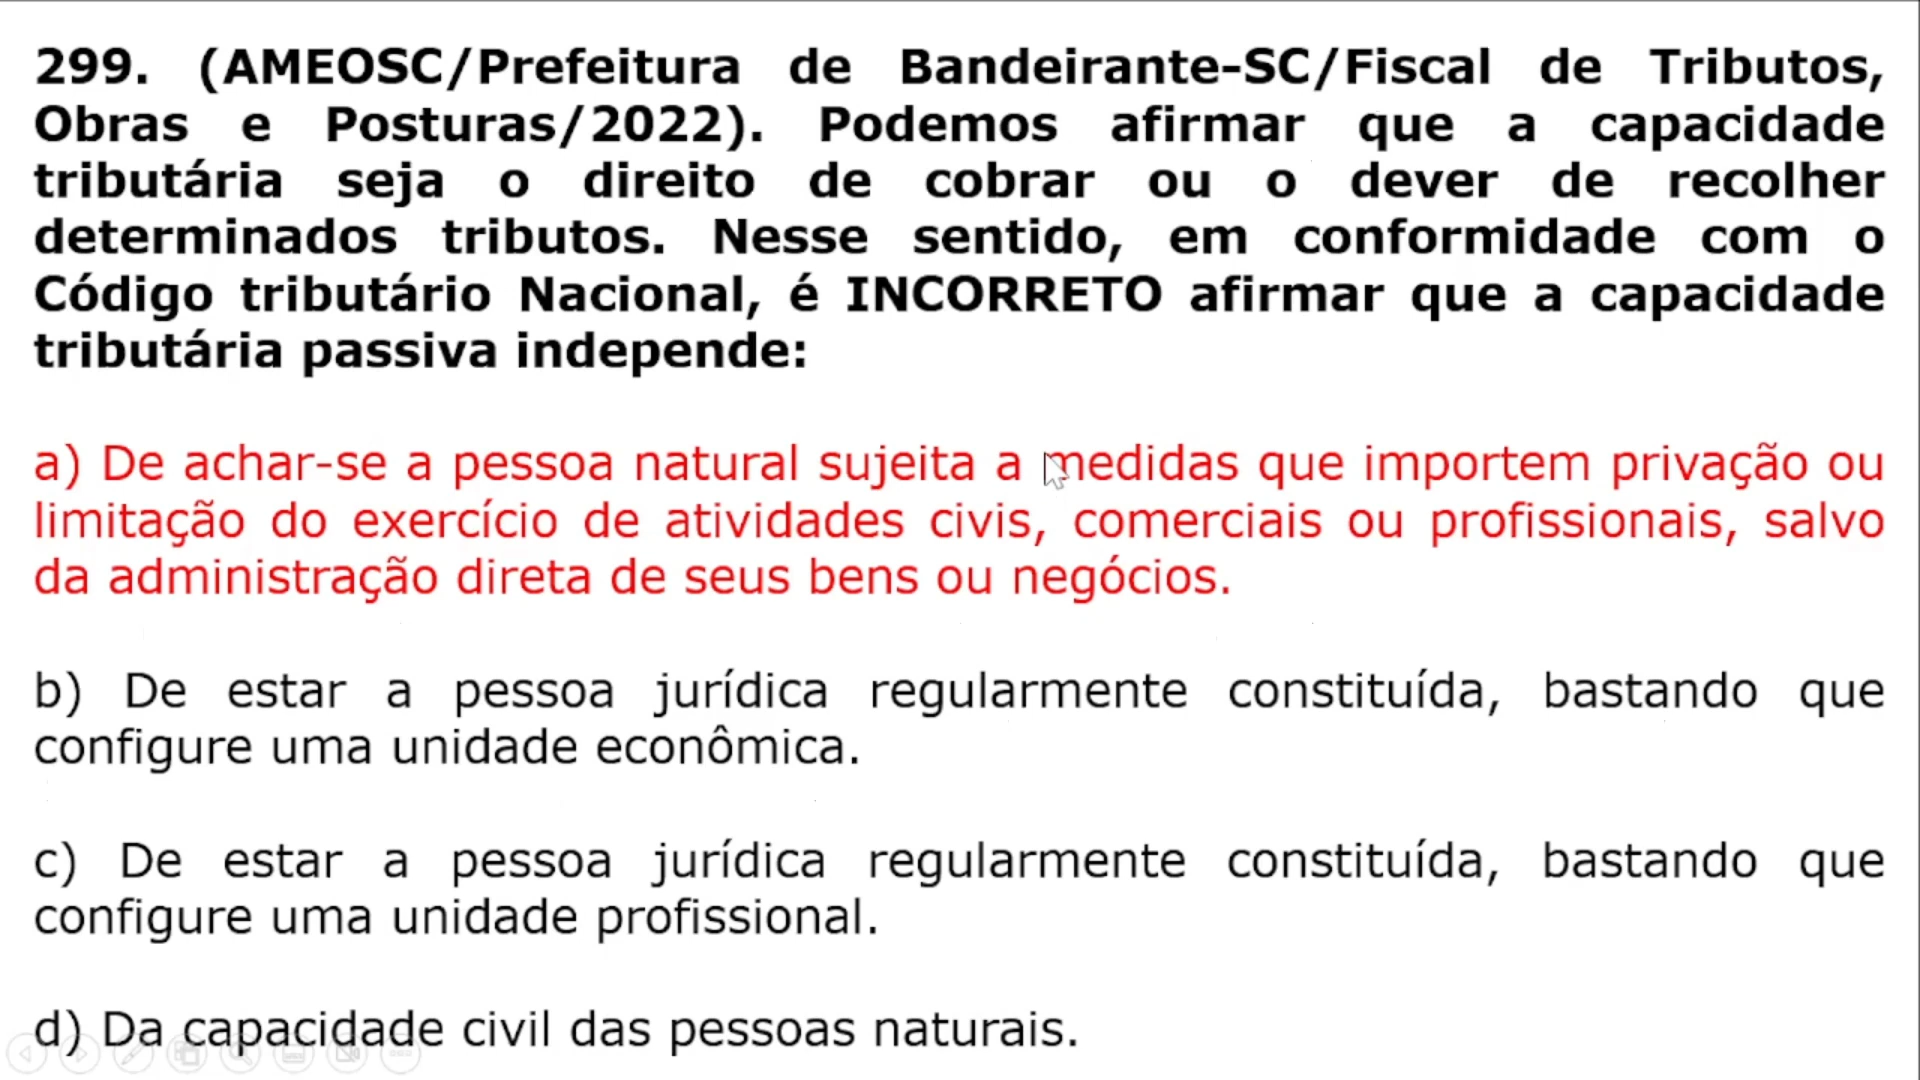 299. (AMEOSC/Prefeitura de Bandeirante-SC/Fiscal de Tributos,
Obras e Posturas/2022). Podemos afirmar que a capacidade
tributária seja o direito de cobrar ou o dever de recolher
determinados tributos. Nesse sentido, em conformidade com o
Código tributário Nacional, é INCORRETO afirmar que a capacidade
tributária passiva independe:
a) De achar-se a pessoa natural sujeita a medidas que importem privação ou
limitação do exercício de atividades civis, comerciais ou profissionais, salvo
da administração direta de seus bens ou negócios.
b) De estar a pessoa jurídica regularmente constituída, bastando que
configure uma unidade econômica.
c) De estar a pessoa jurídica regularmente constituída, bastando que
configure uma unidade profissional.
d) Da capacidade civil das pessoas naturais.